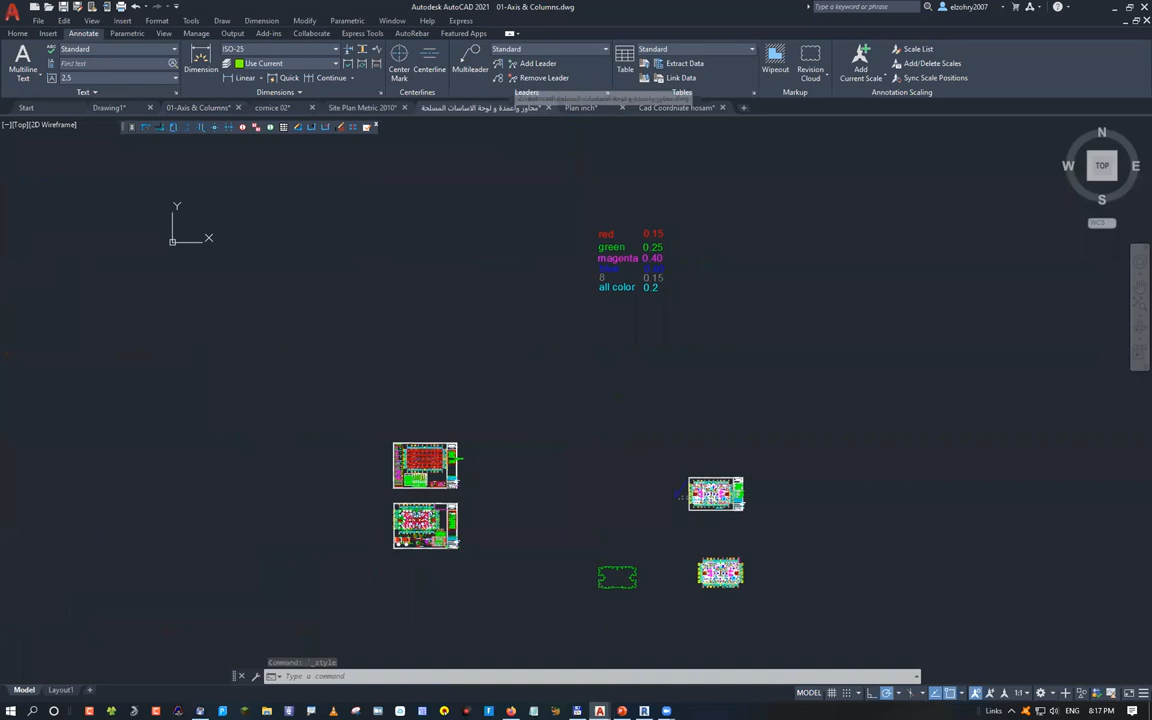 Autodesk AutoCAD 2021 01-Axis & Columns.dwg
Type a keyword or phrase
elzohry2007
File Edit View Insert Format Tools Draw Dimension Modify Parametric Window Help Express
Home Insert Annotate Parametric View Manage Output Add-ins Collaborate Express Tools AutoRebar Featured Apps
Multiline Text
Standard
Find text
2.5
Text
Dimension
ISO-25
Use Current
Linear Quick Continue
Dimensions
Center Mark
Centerline
Centerlines
Multileader
Standard
Add Leader
Remove Leader
Leaders
Table
Standard
Extract Data
Link Data
Tables
Wipeout
Revision Cloud
Markup
Add Current Scale
Scale List
Add/Delete Scales
Sync Scale Positions
Annotation Scaling
Start
Drawing1*
01-Axis & Columns*
cornice 02*
Site Plan Metric 2010*
محاور واعمدة و لوحة الاساسات المسلحة*
Plan inch*
Cad Coordinate hosam*
[−][Top][2D Wireframe]
N
W TOP E
S
WCS
Y
X
red 0.15
green 0.25
magenta 0.40
8 0.15
all color 0.2
Command: '_style
Type a command
Model Layout1
MODEL
1:1
Links
8:17 PM